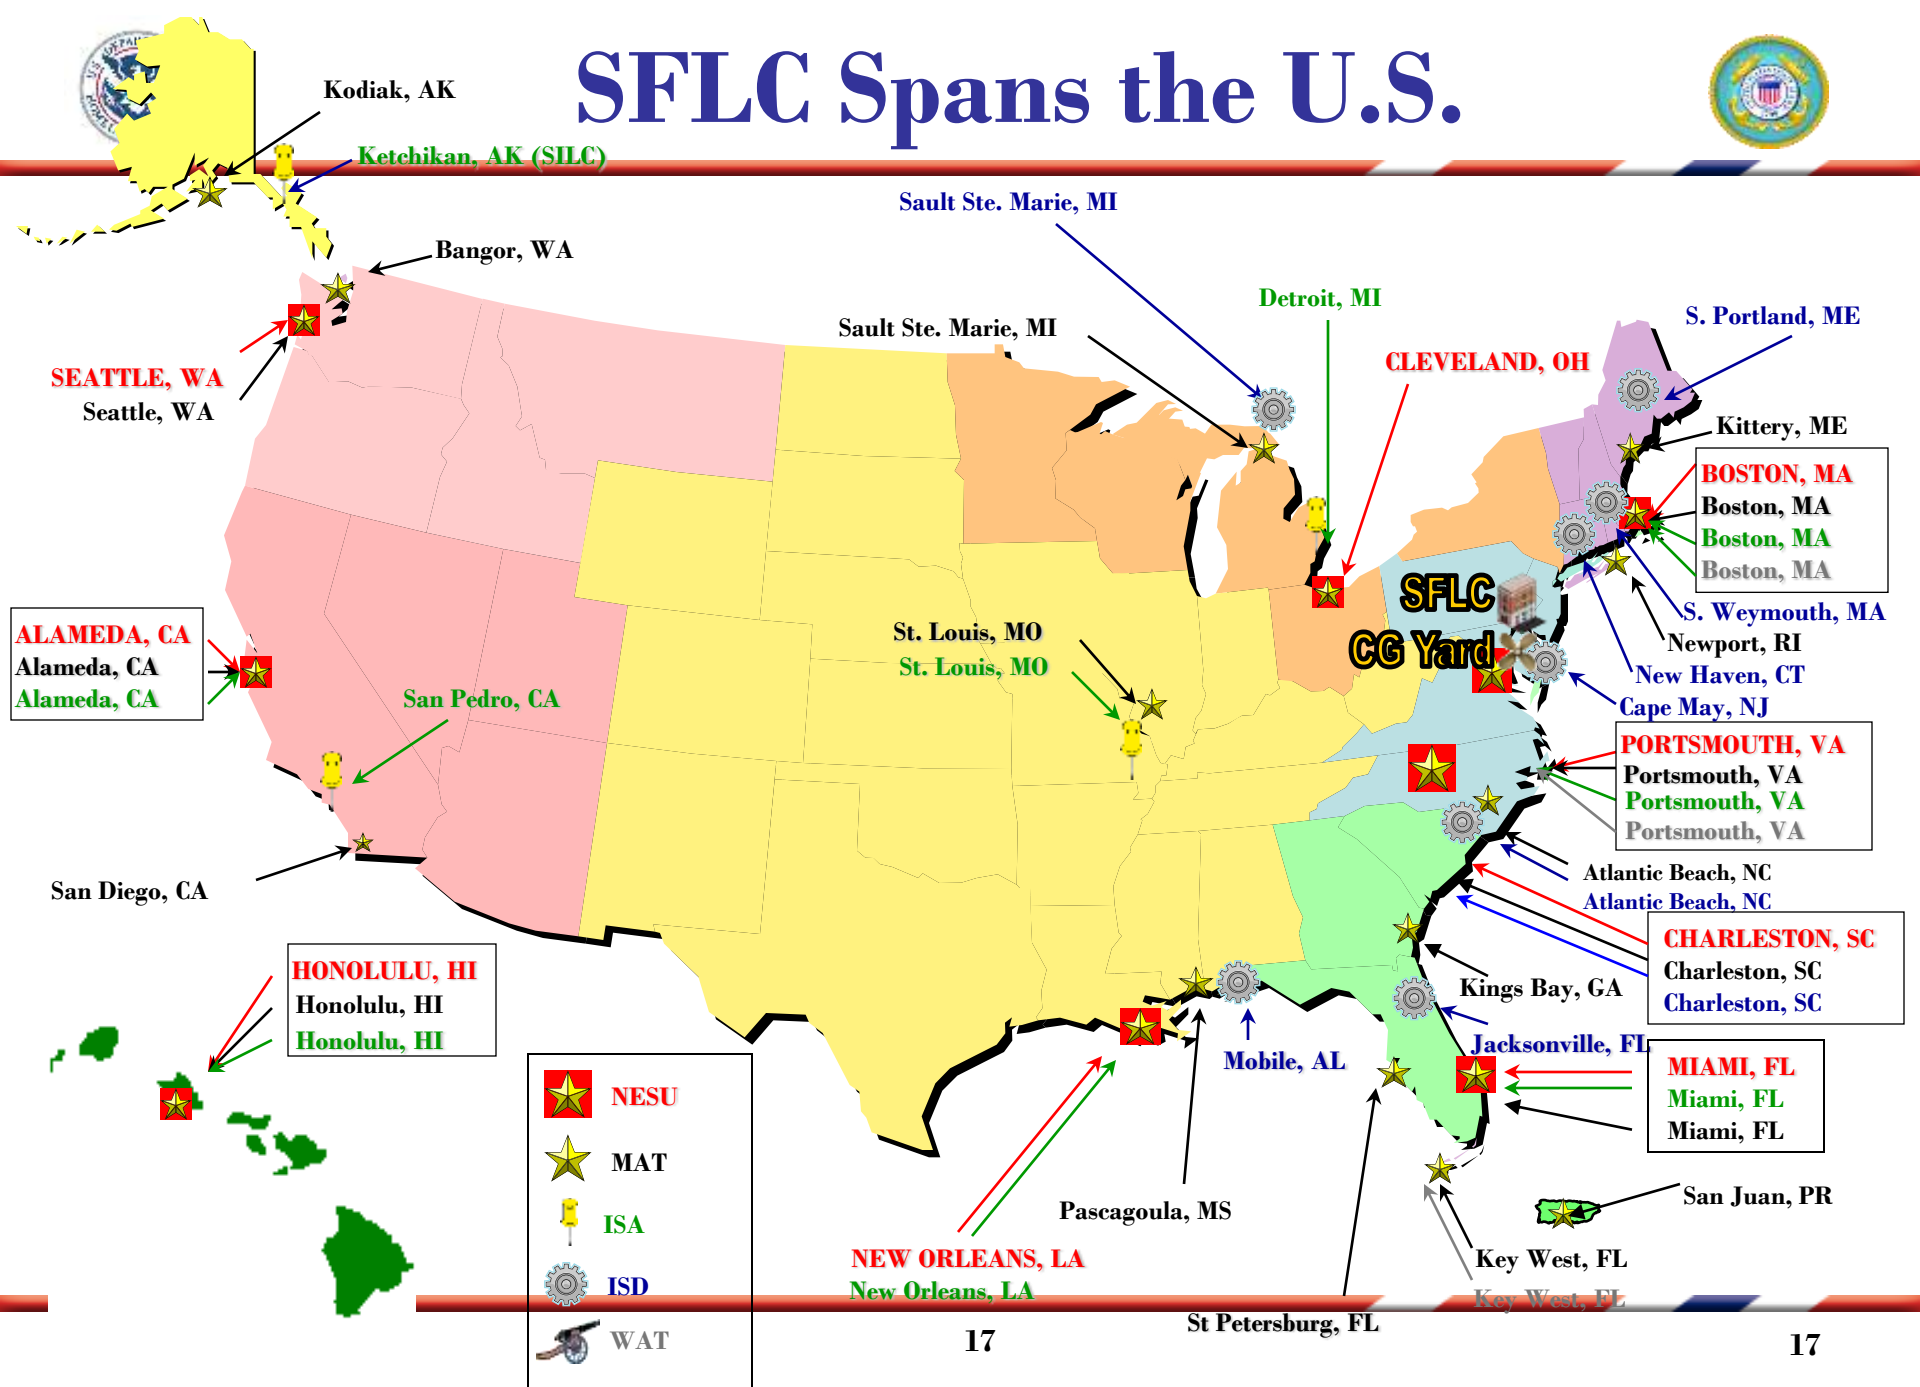 SFLC Spans the U.S.
Kodiak, AK
Ketchikan, AK (SILC)
Sault Ste. Marie, MI
Bangor, WA
Detroit, MI
S. Portland, ME
Sault Ste. Marie, MI
CLEVELAND, OH
SEATTLE, WA
Seattle, WA
Kittery, ME
BOSTON, MA
Boston, MA
Boston, MA
Boston, MA
SFLC
CG Yard
S. Weymouth, MA
Newport, RI
New Haven, CT
Cape May, NJ
ALAMEDA, CA
Alameda, CA
Alameda, CA
St. Louis, MO
St. Louis, MO
San Pedro, CA
PORTSMOUTH, VA
Portsmouth, VA
Portsmouth, VA
Portsmouth, VA
San Diego, CA
Atlantic Beach, NC
Atlantic Beach, NC
CHARLESTON, SC
Charleston, SC
Charleston, SC
HONOLULU, HI
Honolulu, HI
Honolulu, HI
Kings Bay, GA
Jacksonville, FL
Mobile, AL
MIAMI, FL
Miami, FL
Miami, FL
NESU
MAT
ISA
ISD
WAT
Pascagoula, MS
San Juan, PR
NEW ORLEANS, LA
New Orleans, LA
Key West, FL
Key West, FL
St Petersburg, FL
17
17